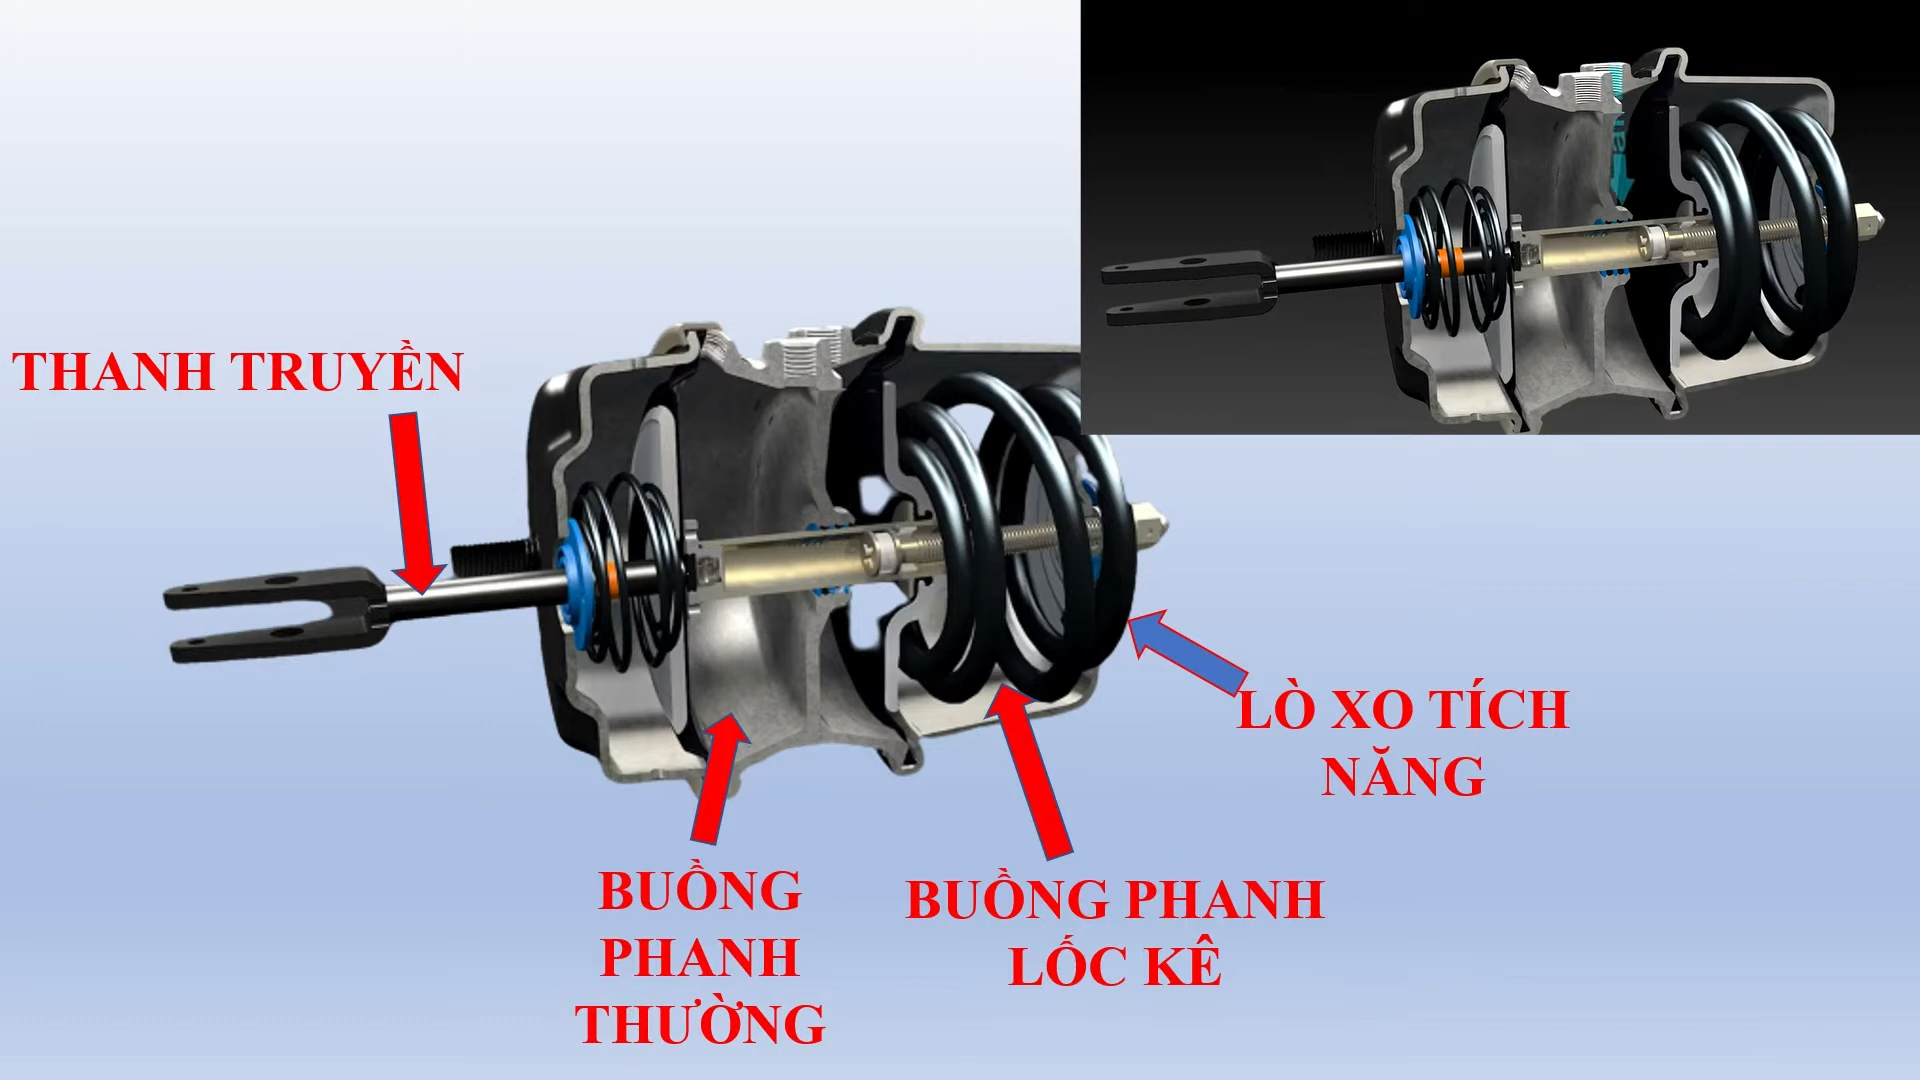 THANH TRUYỀN
LÒ XO TÍCH
NĂNG
BUỒNG
PHANH
THƯỜNG
BUỒNG PHANH
LỐC KÊ